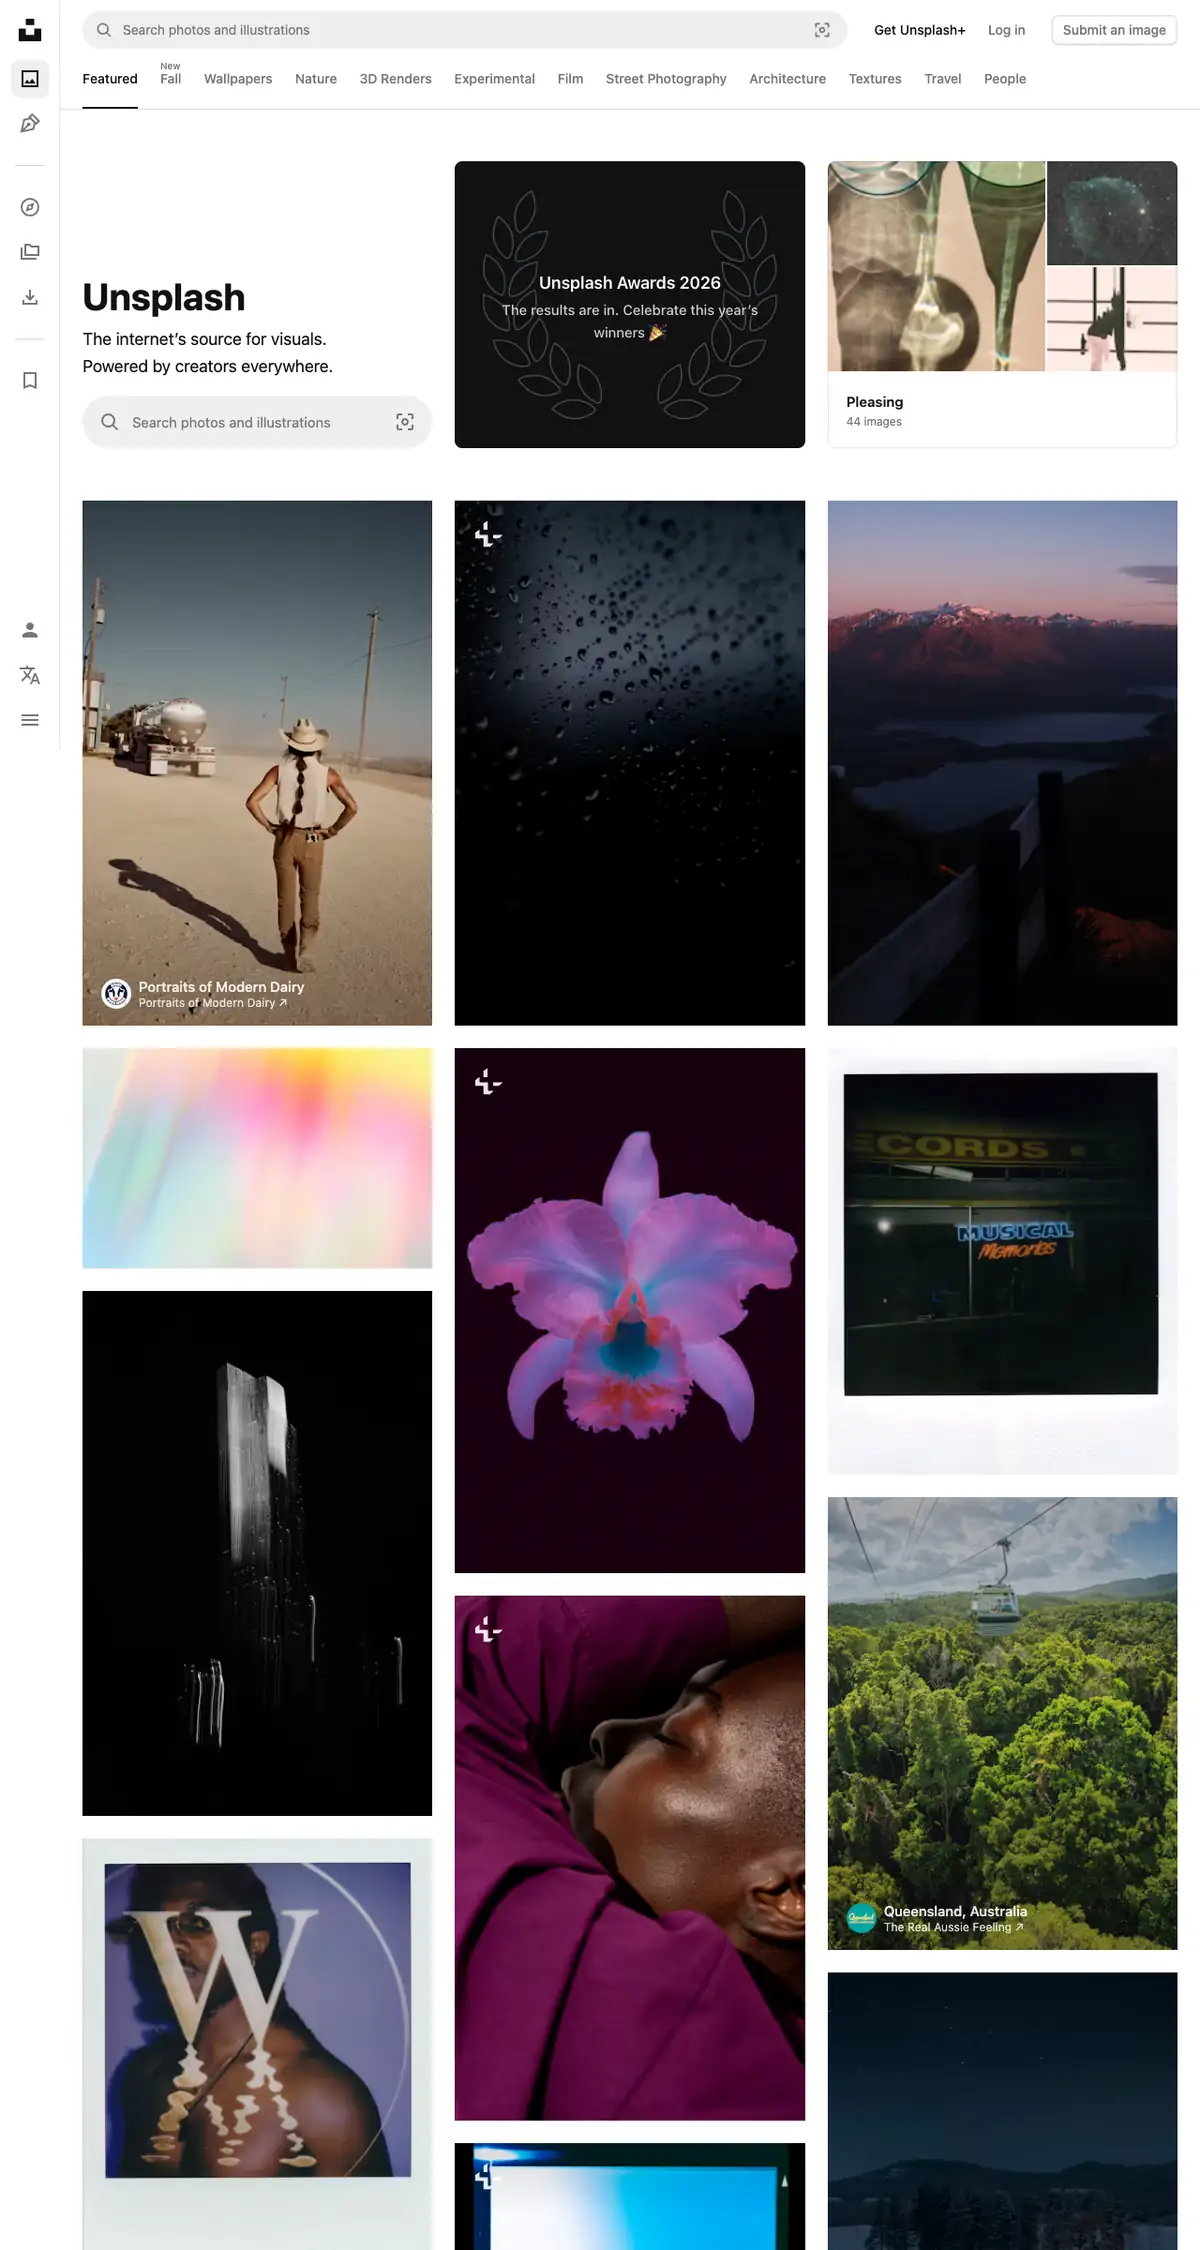 Search photos and illustrations
Get Unsplash+
Log in
Submit an image
Featured
New
Fall
Wallpapers
Nature
3D Renders
Experimental
Film
Street Photography
Architecture
Textures
Travel
People
Unsplash
The internet’s source for visuals.
Powered by creators everywhere.
Search photos and illustrations
Unsplash Awards 2026
The results are in. Celebrate this year’s
winners 🎉
Pleasing
44 images
Portraits of Modern Dairy
Portraits of Modern Dairy ↗
ECORDS
MUSICAL
Memories
W
Queensland, Australia
The Real Aussie Feeling ↗